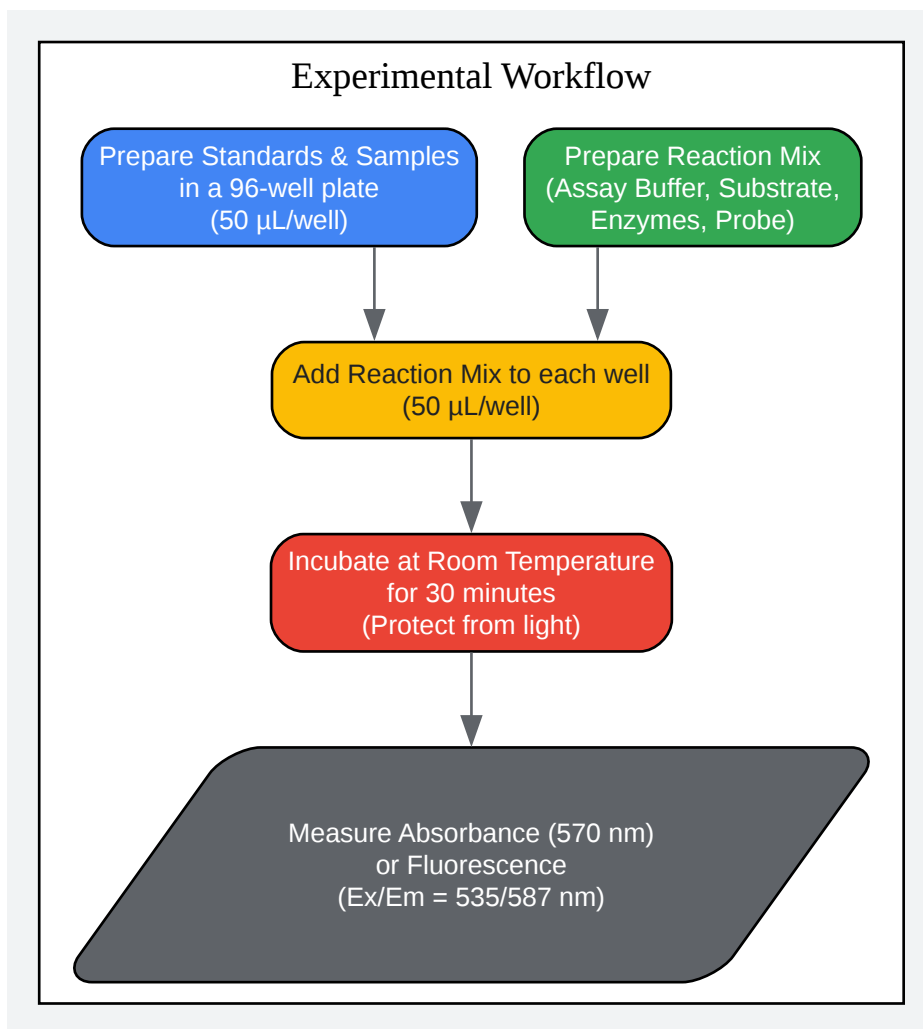 Experimental Workflow
Prepare Standards & Samples
in a 96-well plate
(50 µL/well)
Prepare Reaction Mix
(Assay Buffer, Substrate,
Enzymes, Probe)
Add Reaction Mix to each well
(50 µL/well)
Incubate at Room Temperature
for 30 minutes
(Protect from light)
Measure Absorbance (570 nm)
or Fluorescence
(Ex/Em = 535/587 nm)